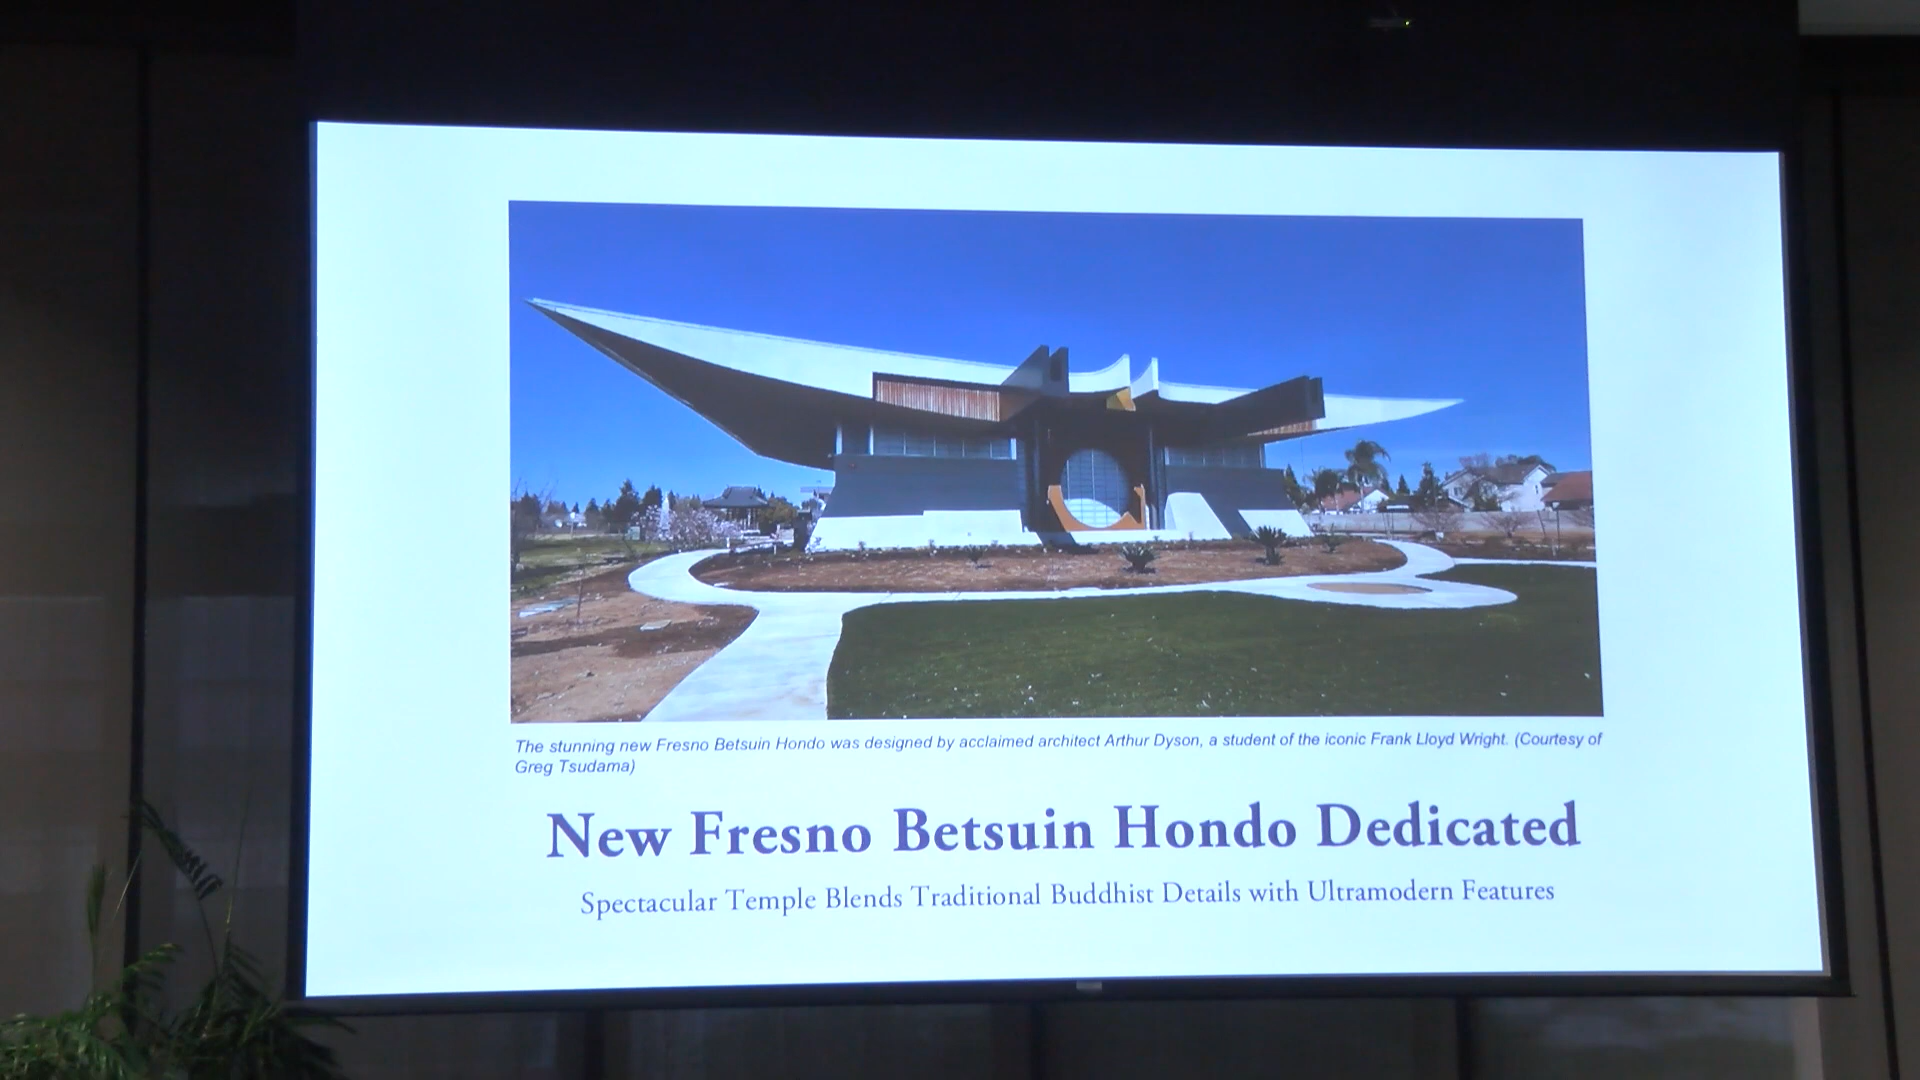 The stunning new Fresno Betsuin Hondo was designed by acclaimed architect Arthur Dyson, a student of the iconic Frank Lloyd Wright. (Courtesy of
Greg Tsudama)
New Fresno Betsuin Hondo Dedicated
Spectacular Temple Blends Traditional Buddhist Details with Ultramodern Features